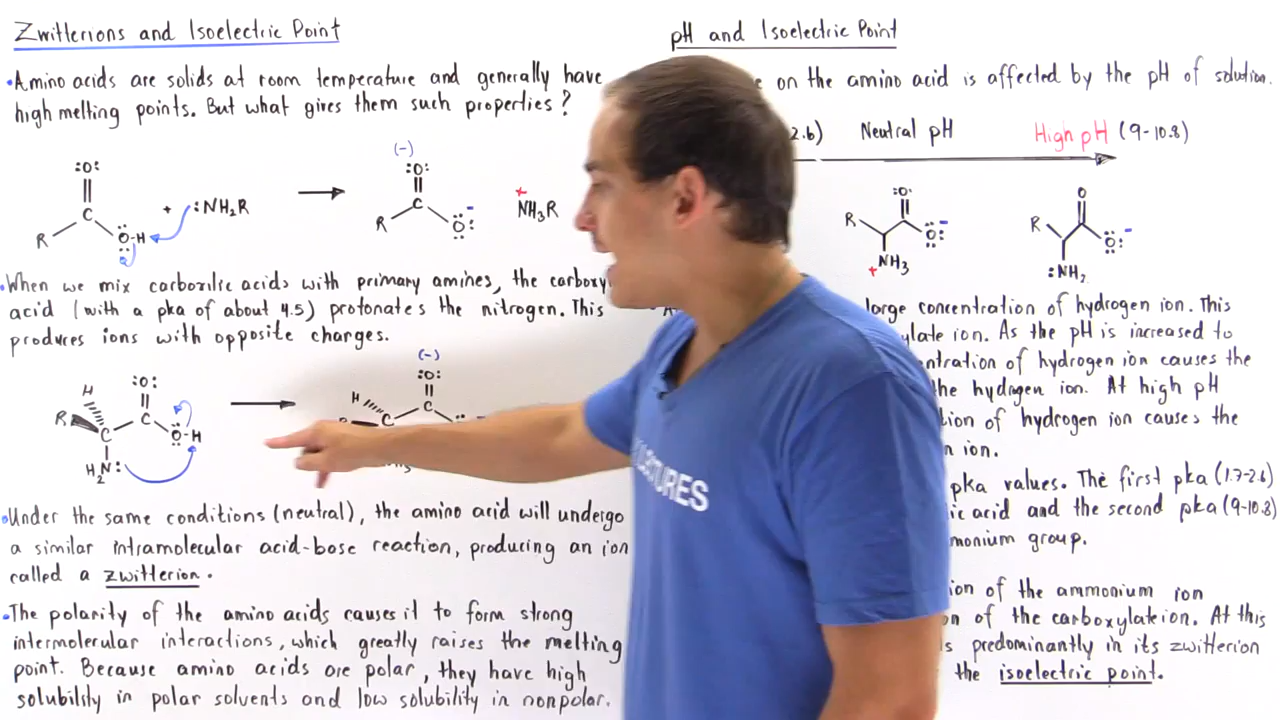 Zwitterions and Isoelectric Point
•Amino acids are solids at room temperature and generally have
high melting points. But what gives them such properties?
(-)
:O:
C
R
O-H
+ :NH2R
:O:
C
R
O: -
+
NH3R
•When we mix carboxilic acids with primary amines, the carboxy
acid (with a pka of about 4.5) protonates the nitrogen. This
produces ions with opposite charges.
(-)
:O:
H
C
R
C
O-H
H2N:
:O:
H
C
C
•Under the same conditions (neutral), the amino acid will undergo
a similar intramolecular acid-base reaction, producing an ion
called a zwitterion.
•The polarity of the amino acids causes it to form strong
intermolecular interactions, which greatly raises the melting
point. Because amino acids are polar, they have high
solubility in polar solvents and low solubility in nonpolar.
pH and Isoelectric Point
on the amino acid is affected by the pH of solution.
2.6) Neutral pH High pH (9-10.8)
:O:
R
O: -
+ NH3
O
R
O: -
:NH2
large concentration of hydrogen ion. This
ylate ion. As the pH is increased to
entration of hydrogen ion causes the
the hydrogen ion. At high pH
tion of hydrogen ion causes the
n ion.
pka values. The first pka (1.7-2.6)
ic acid and the second pka (9-10.8)
monium group.
ion of the ammonium ion
n of the carboxylate ion. At this
s predominantly in its zwitterion
the isoelectric point.
LECTURES